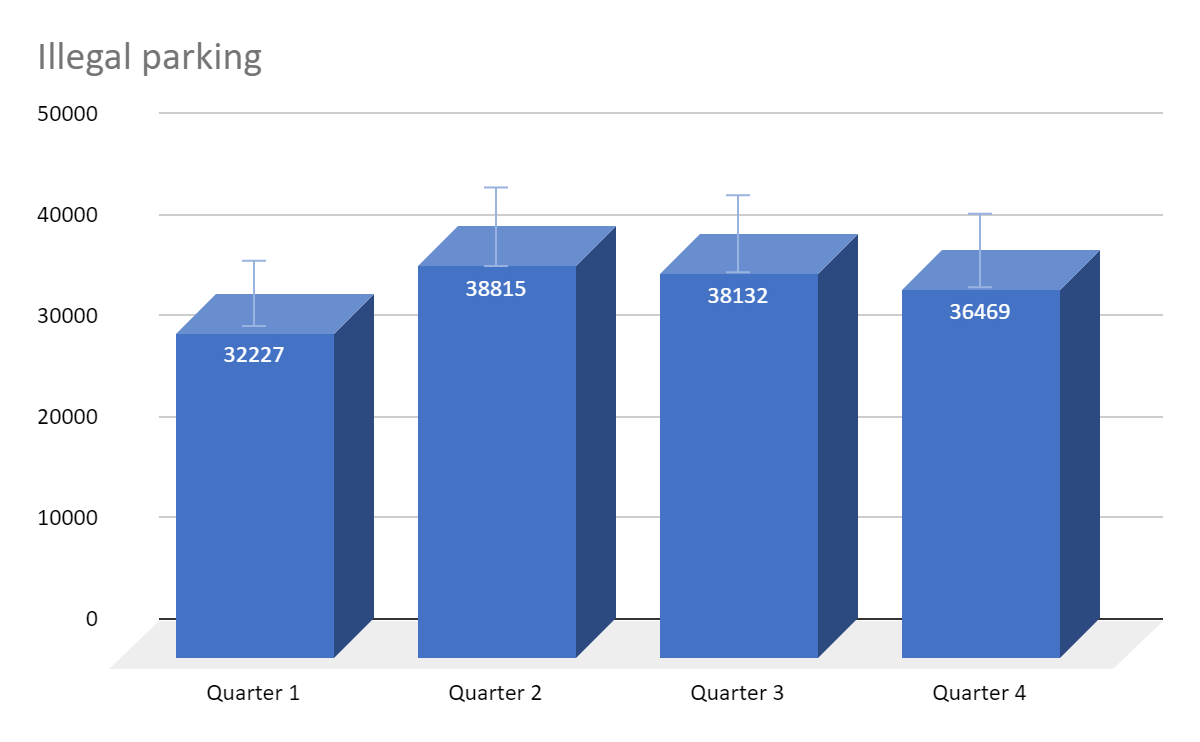 Illegal parking
50000
40000
30000
20000
10000
0
32227
38815
38132
36469
Quarter 1
Quarter 2
Quarter 3
Quarter 4